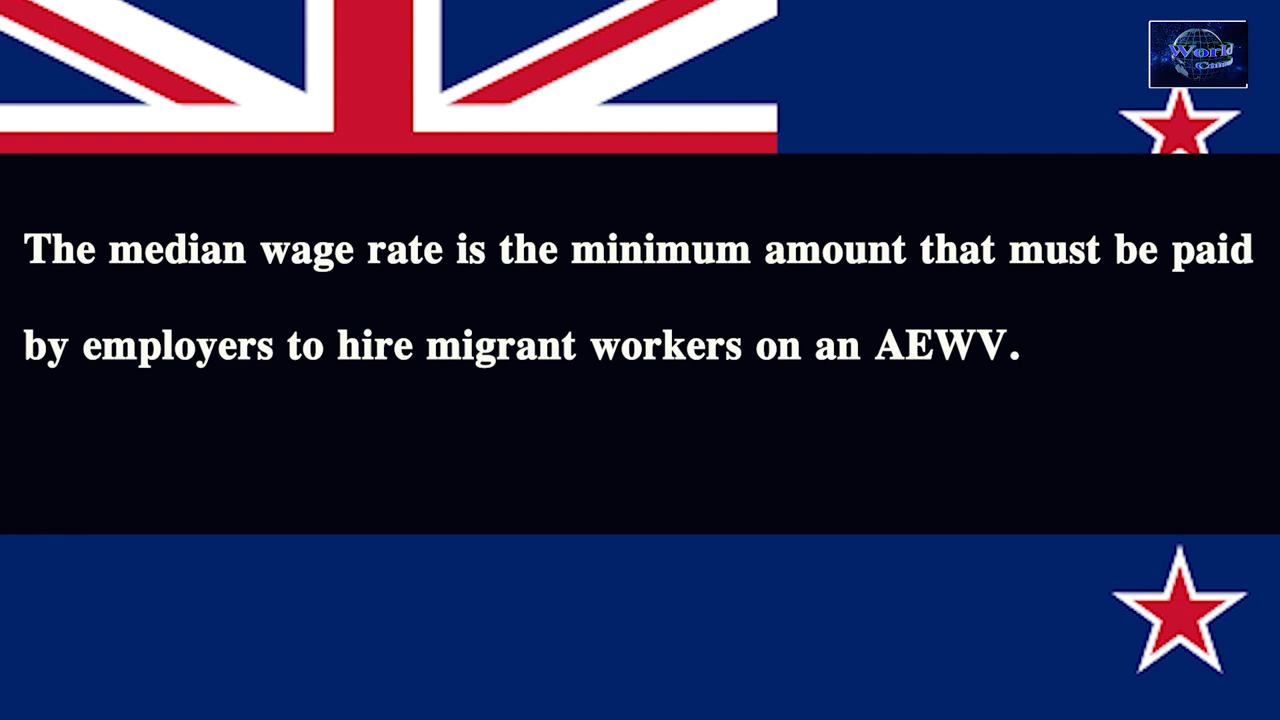 World
The median wage rate is the minimum amount that must be paid
by employers to hire migrant workers on an AEWV.